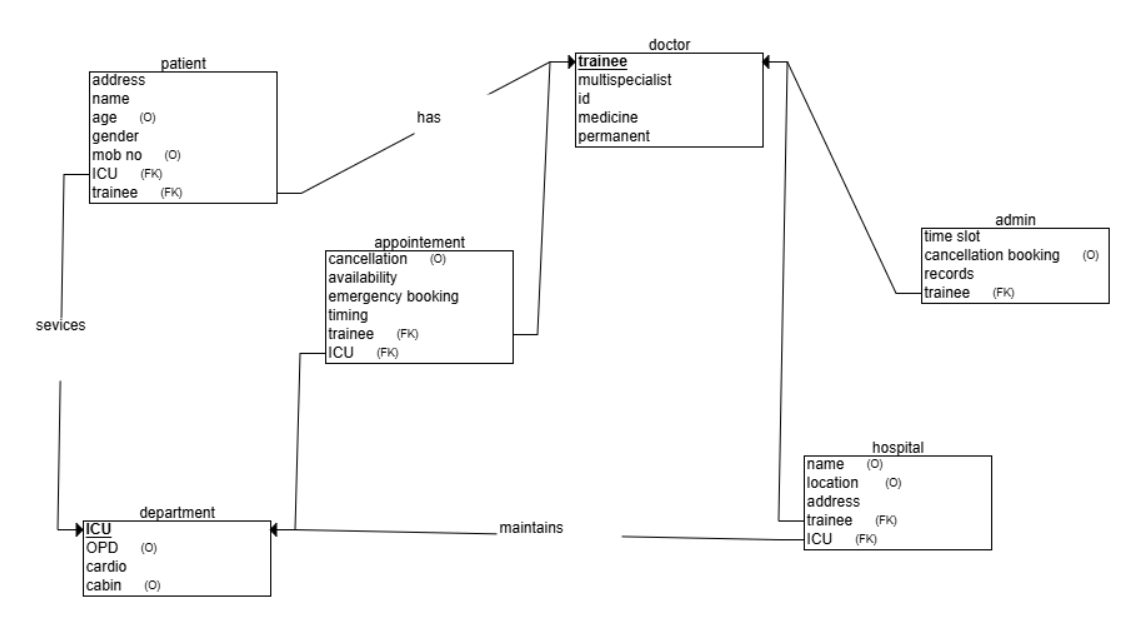 patient
address
name
age (O)
gender
mob no (O)
ICU (FK)
trainee (FK)
has
doctor
trainee
multispecialist
id
medicine
permanent
appointement
cancellation (O)
availability
emergency booking
timing
trainee (FK)
ICU (FK)
admin
time slot
cancellation booking (O)
records
trainee (FK)
sevices
hospital
name (O)
location (O)
address
trainee (FK)
ICU (FK)
department
ICU
OPD (O)
cardio
cabin (O)
maintains